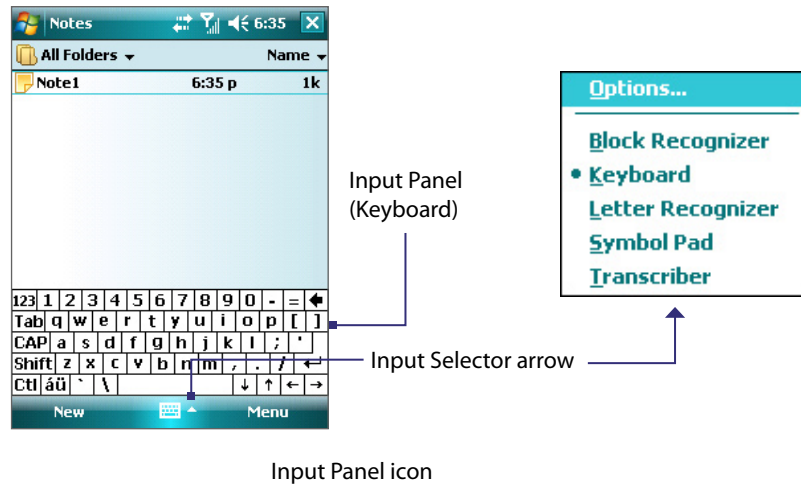 Notes 6:35
All Folders Name
Note1 6:35 p 1k
123 1 2 3 4 5 6 7 8 9 0 - =
Tab q w e r t y u i o p [ ]
CAP a s d f g h j k l ; '
Shift z x c v b n m , . /
Ctl áü ` \
New Menu
Input Panel
(Keyboard)
Input Selector arrow
Options...
Block Recognizer
Keyboard
Letter Recognizer
Symbol Pad
Transcriber
Input Panel icon